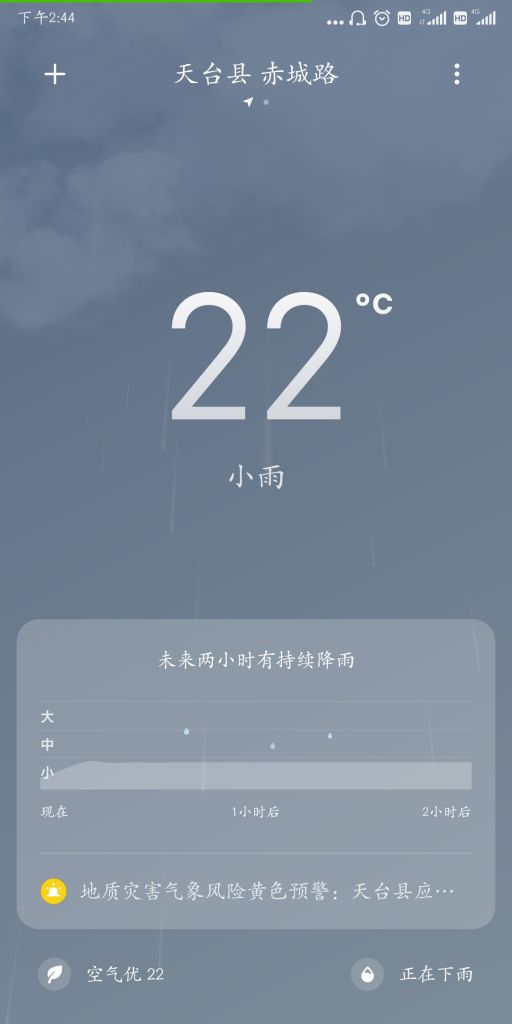 下午2:44
HD 4G HD 4G
天台县 赤城路
22°C
小雨
未来两小时有持续降雨
大
中
小
现在 1小时后 2小时后
地质灾害气象风险黄色预警：天台县应…
空气优 22 正在下雨